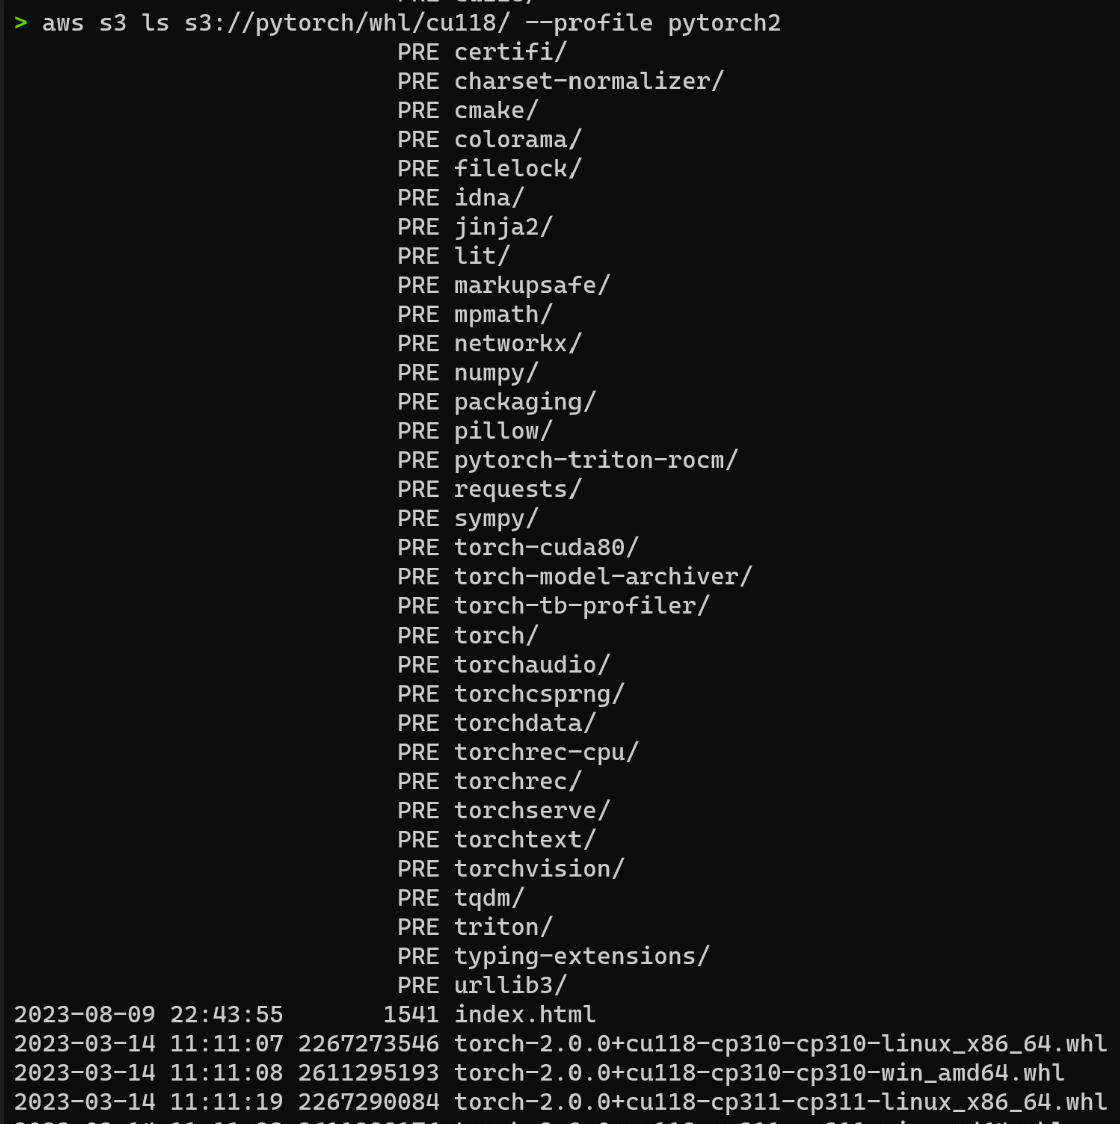 > aws s3 ls s3://pytorch/whl/cu118/ --profile pytorch2
PRE certifi/
PRE charset-normalizer/
PRE cmake/
PRE colorama/
PRE filelock/
PRE idna/
PRE jinja2/
PRE lit/
PRE markupsafe/
PRE mpmath/
PRE networkx/
PRE numpy/
PRE packaging/
PRE pillow/
PRE pytorch-triton-rocm/
PRE requests/
PRE sympy/
PRE torch-cuda80/
PRE torch-model-archiver/
PRE torch-tb-profiler/
PRE torch/
PRE torchaudio/
PRE torchcsprng/
PRE torchdata/
PRE torchrec-cpu/
PRE torchrec/
PRE torchserve/
PRE torchtext/
PRE torchvision/
PRE tqdm/
PRE triton/
PRE typing-extensions/
PRE urllib3/
2023-08-09 22:43:55 1541 index.html
2023-03-14 11:11:07 2267273546 torch-2.0.0+cu118-cp310-cp310-linux_x86_64.whl
2023-03-14 11:11:08 2611295193 torch-2.0.0+cu118-cp310-cp310-win_amd64.whl
2023-03-14 11:11:19 2267290084 torch-2.0.0+cu118-cp311-cp311-linux_x86_64.whl